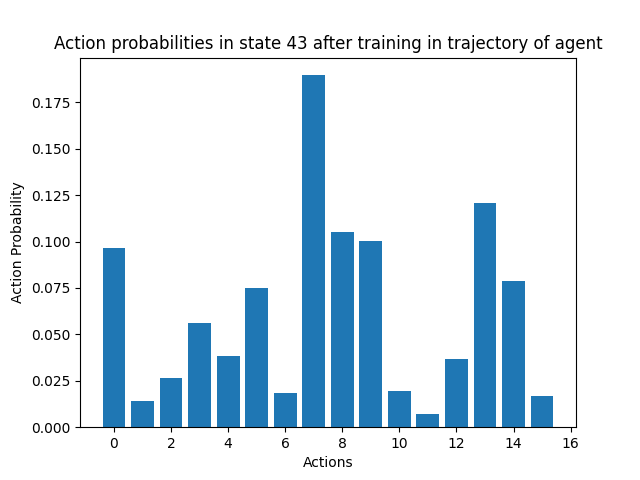 Action probabilities in state 43 after training in trajectory of agent
0.175
0.150
0.125
0.100
0.075
0.050
0.025
0.000
Action Probability
0 2 4 6 8 10 12 14 16
Actions